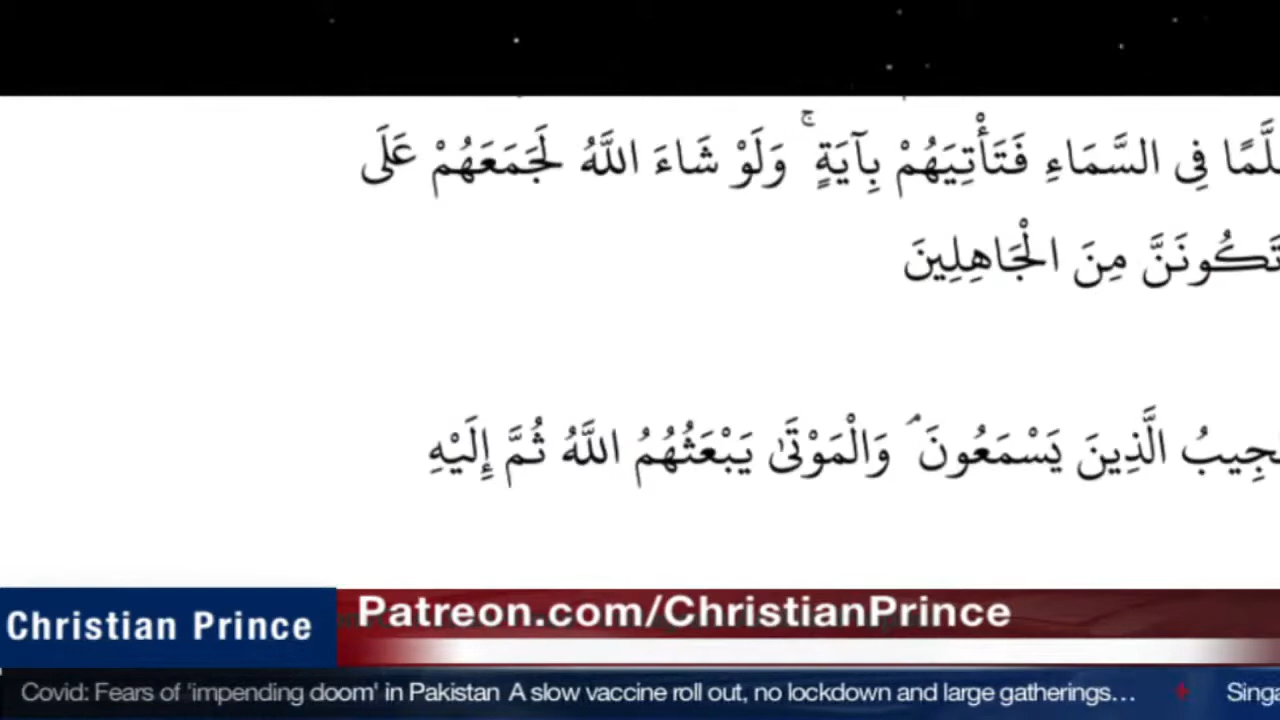 فِى السَّمَاءِ فَتَأْتِيَهُمْ بِآيَةٍ ۚ وَلَوْ شَاءَ اللَّهُ لَجَمَعَهُمْ عَلَى
تَكُونَنَّ مِنَ الْجَاهِلِينَ
الَّذِينَ يَسْمَعُونَ ۘ وَالْمَوْتَىٰ يَبْعَثُهُمُ اللَّهُ ثُمَّ إِلَيْهِ
Patreon.com/ChristianPrince
Christian Prince
Covid: Fears of 'impending doom' in Pakistan A slow vaccine roll out, no lockdown and large gatherings…